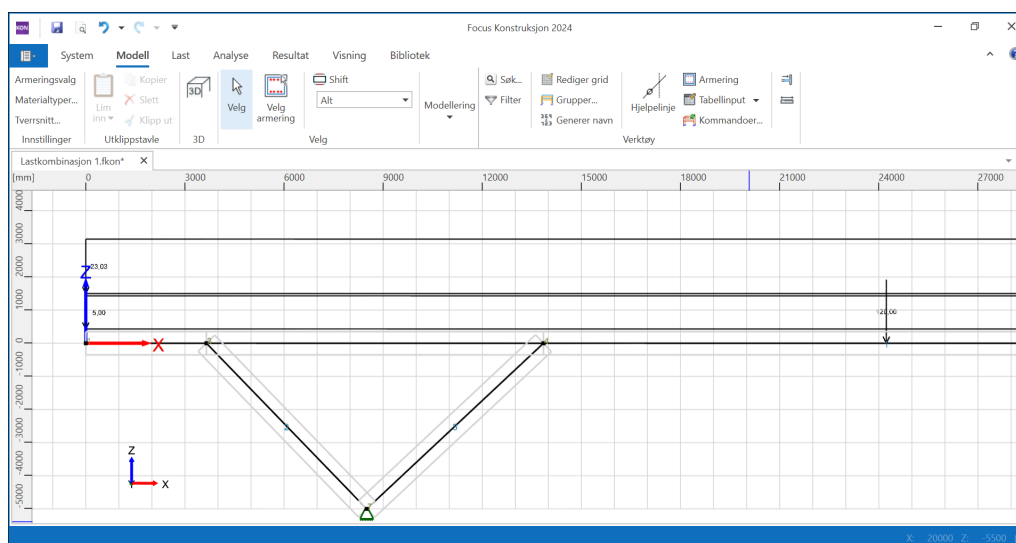 KON
Focus Konstruksjon 2024
System Modell Last Analyse Resultat Visning Bibliotek
Armeringsvalg
Materialtyper...
Tverrsnitt...
Innstillinger
Lim
inn
Kopier
Slett
Klipp ut
Utklippstavle
3D
3D
Velg
Velg
armering
Shift
Alt
Velg
Modellering
Søk...
Filter
Rediger grid
Grupper...
Generer navn
Hjelpelinje
Armering
Tabellinput
Kommandoer...
Verktøy
Lastkombinasjon 1.fkon* X
[mm] 0 3000 6000 9000 12000 15000 18000 21000 24000 27000
4000
3000
2000
1000
0
-1000
-2000
-3000
-4000
-5000
Z
23,03
5,00
X
Z
Y
X
X: 20000 Z: -5500